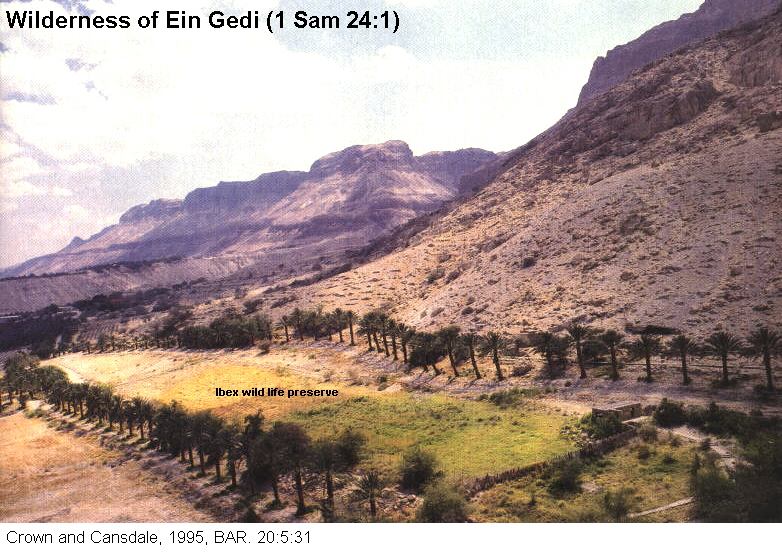 Wilderness of Ein Gedi (1 Sam 24:1)
Ibex wild life preserve
Crown and Cansdale, 1995, BAR. 20:5:31